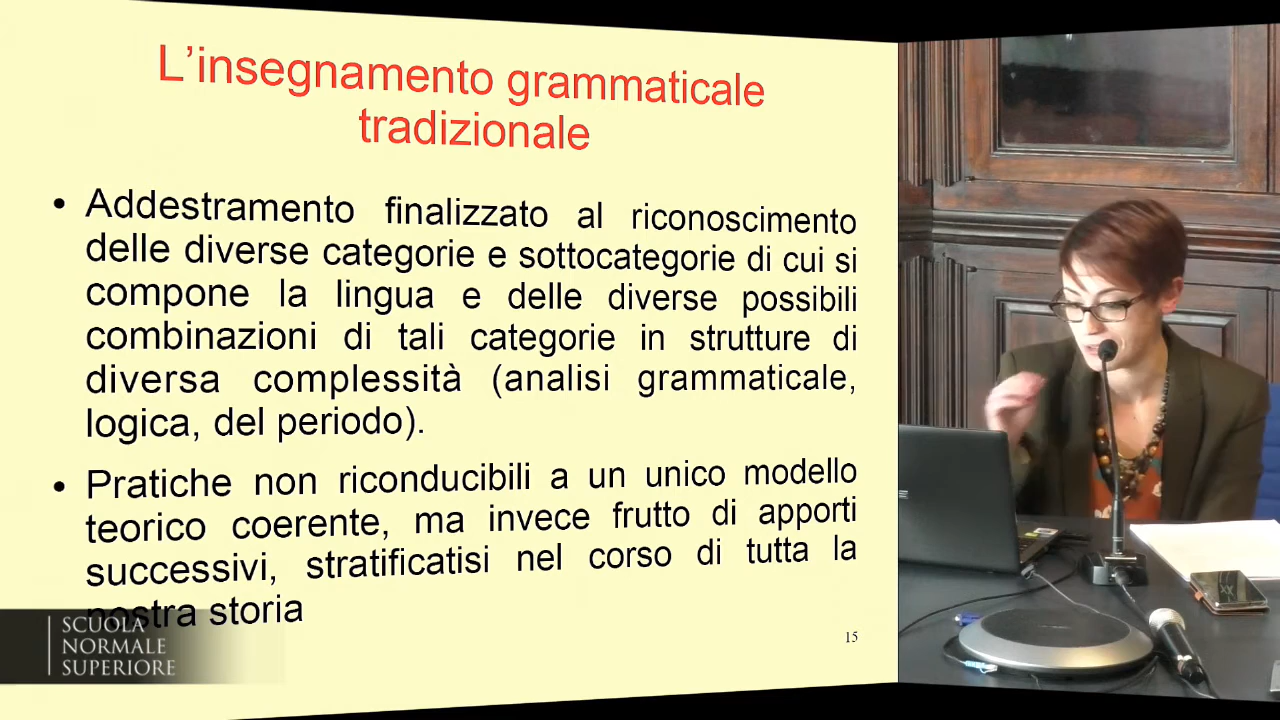 L'insegnamento grammaticale
tradizionale
• Addestramento finalizzato al riconoscimento
delle diverse categorie e sottocategorie di cui si
compone la lingua e delle diverse possibili
combinazioni di tali categorie in strutture di
diversa complessità (analisi grammaticale,
logica, del periodo).
• Pratiche non riconducibili a un unico modello
teorico coerente, ma invece frutto di apporti
successivi, stratificatisi nel corso di tutta la
nostra storia
15
SCUOLA
NORMALE
SUPERIORE